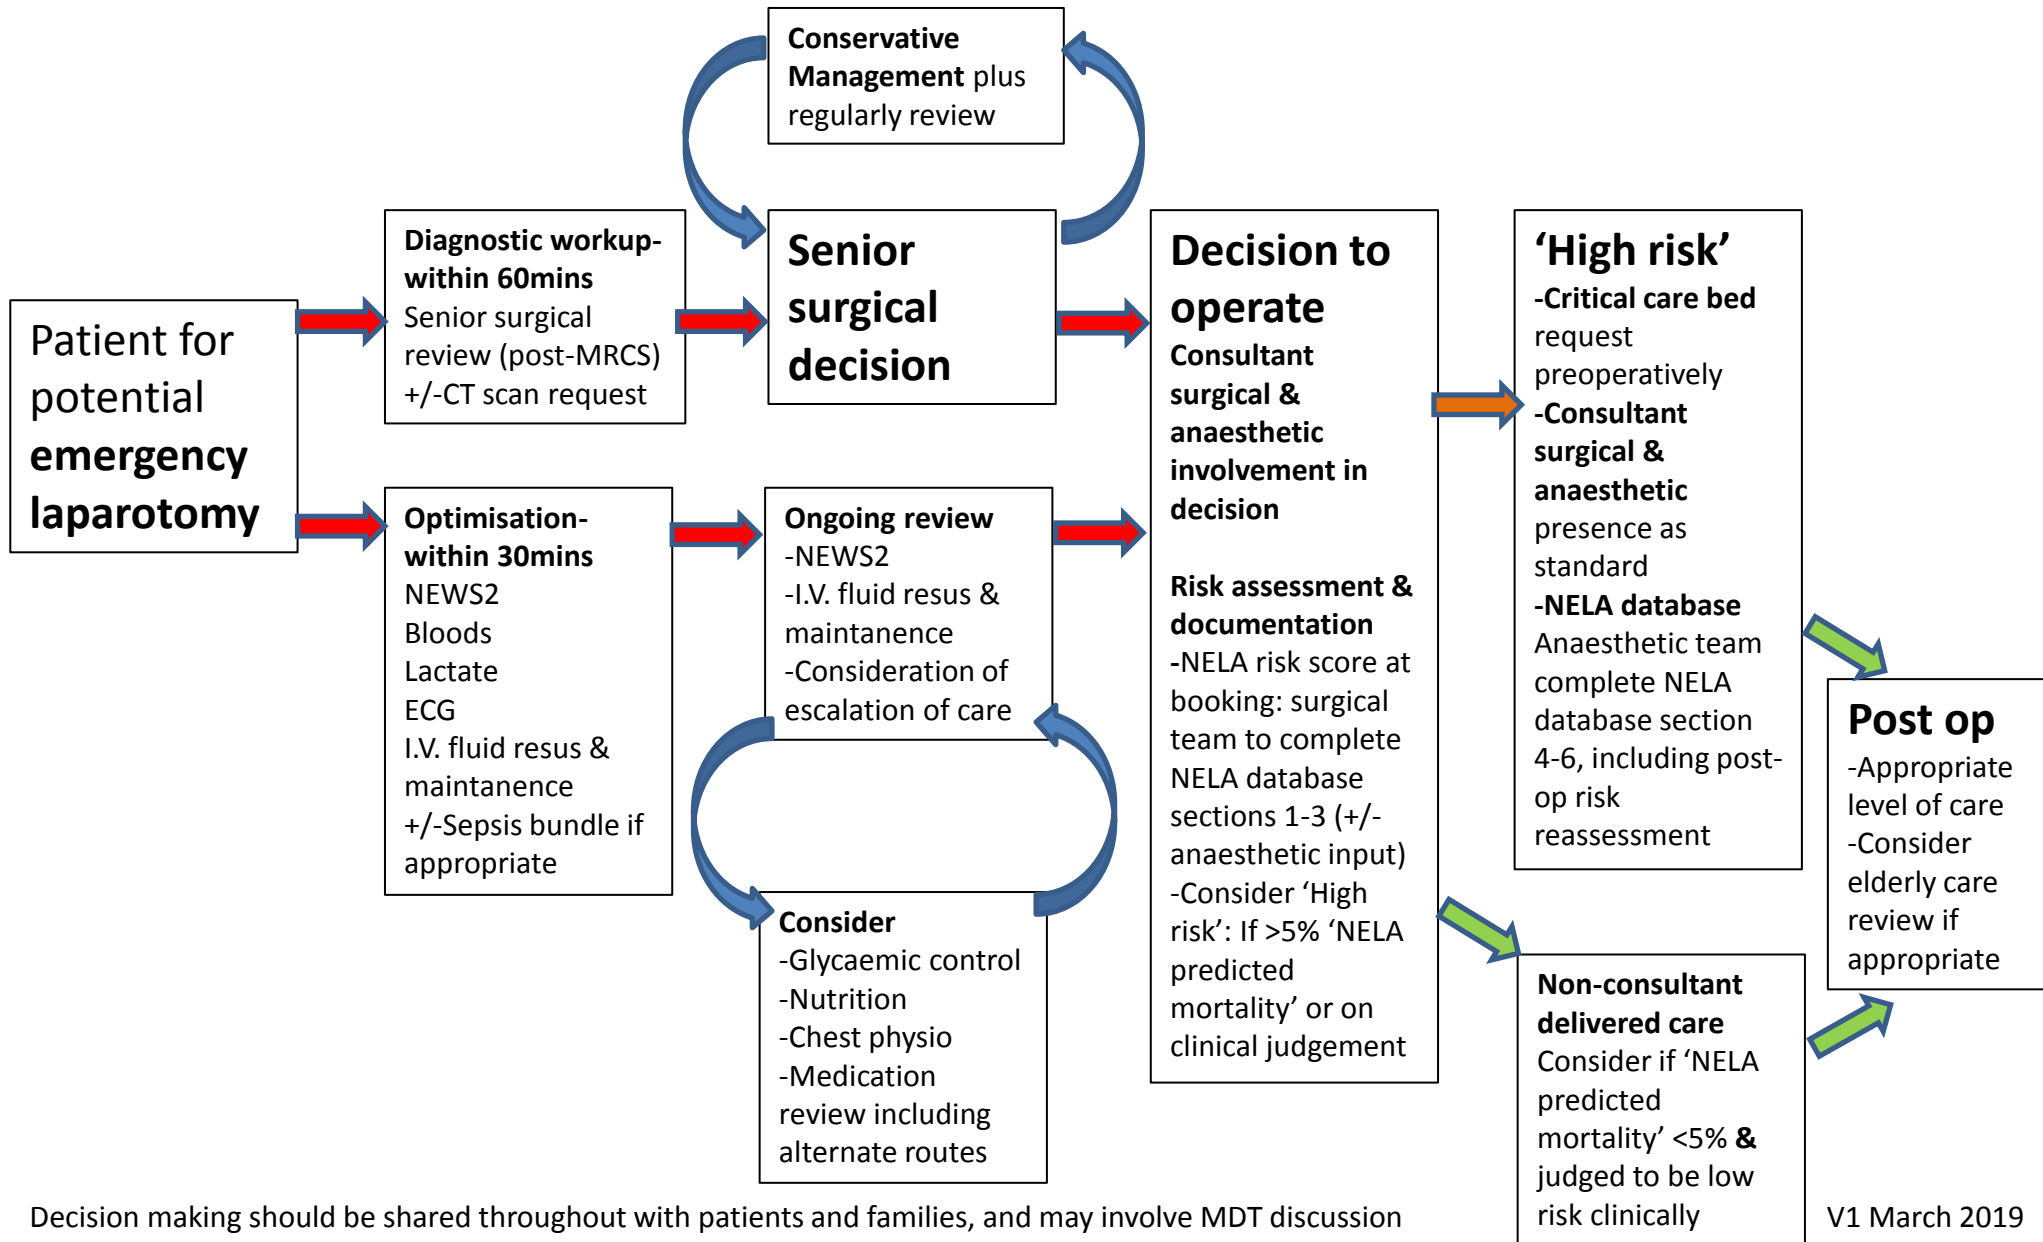 Conservative
Management plus
regularly review
Patient for
potential
emergency
laparotomy
Diagnostic workup-
within 60mins
Senior surgical
review (post-MRCS)
+/-CT scan request
Senior
surgical
decision
Optimisation-
within 30mins
NEWS2
Bloods
Lactate
ECG
I.V. fluid resus &
maintanence
+/-Sepsis bundle if
appropriate
Ongoing review
-NEWS2
-I.V. fluid resus &
maintanence
-Consideration of
escalation of care
Consider
-Glycaemic control
-Nutrition
-Chest physio
-Medication
review including
alternate routes
Decision to
operate
Consultant
surgical &
anaesthetic
involvement in
decision
Risk assessment &
documentation
-NELA risk score at
booking: surgical
team to complete
NELA database
sections 1-3 (+/-
anaesthetic input)
-Consider ‘High
risk’: If >5% ‘NELA
predicted
mortality’ or on
clinical judgement
‘High risk’
-Critical care bed
request
preoperatively
-Consultant
surgical &
anaesthetic
presence as
standard
-NELA database
Anaesthetic team
complete NELA
database section
4-6, including post-
op risk
reassessment
Non-consultant
delivered care
Consider if ‘NELA
predicted
mortality’ <5% &
judged to be low
risk clinically
Post op
-Appropriate
level of care
-Consider
elderly care
review if
appropriate
Decision making should be shared throughout with patients and families, and may involve MDT discussion
V1 March 2019